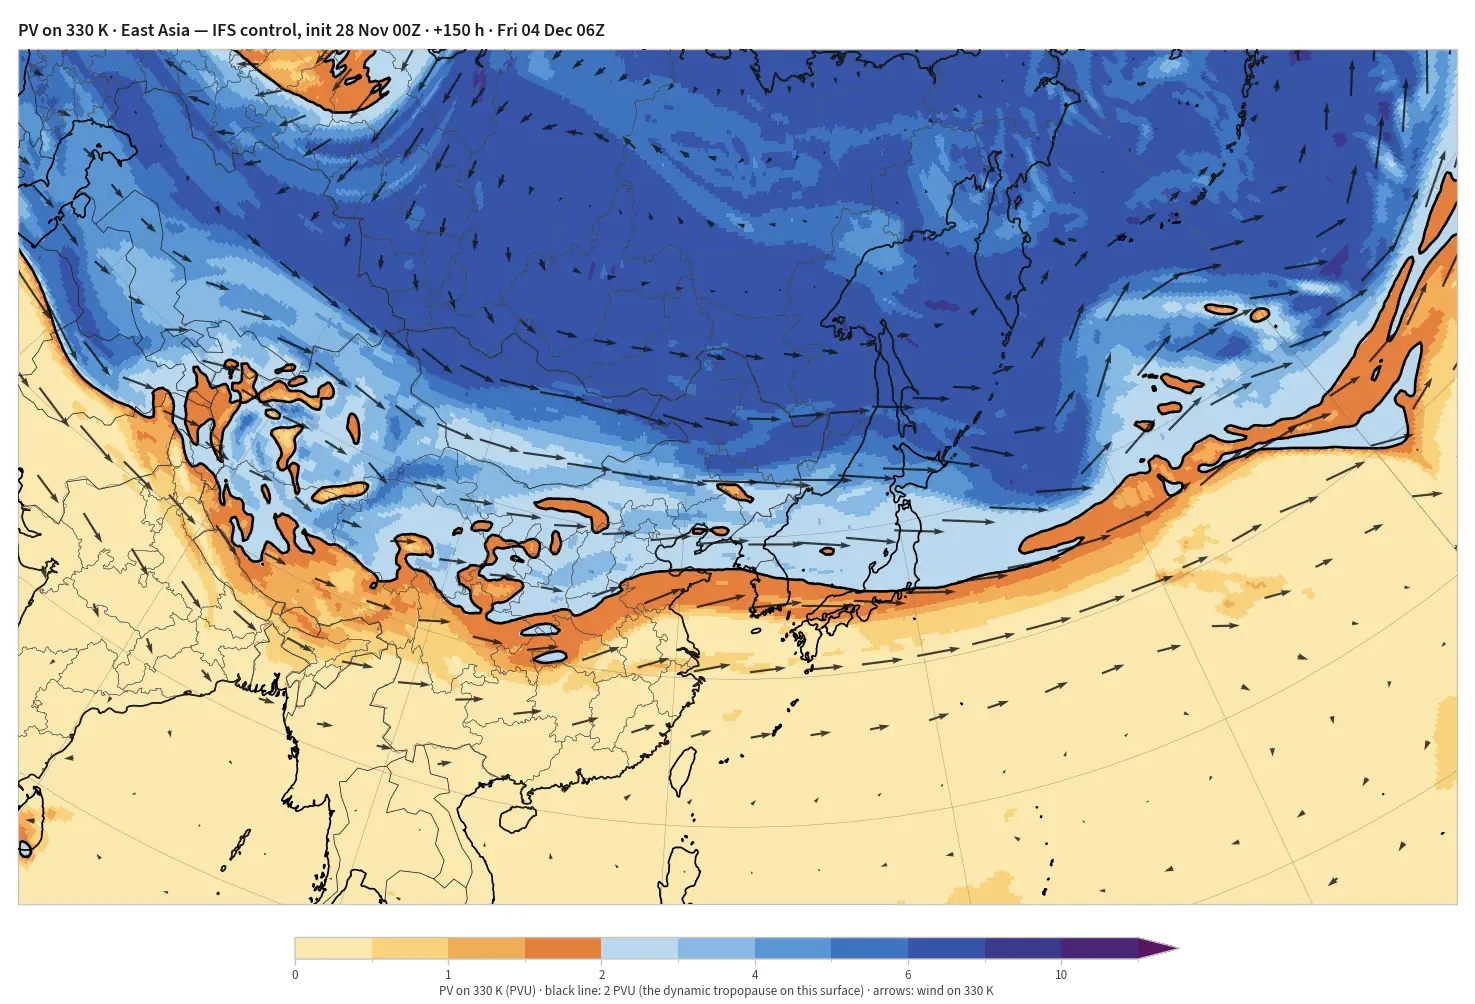 PV on 330 K · East Asia — IFS control, init 28 Nov 00Z · +150 h · Fri 04 Dec 06Z
0 1 2 4 6 10
PV on 330 K (PVU) · black line: 2 PVU (the dynamic tropopause on this surface) · arrows: wind on 330 K